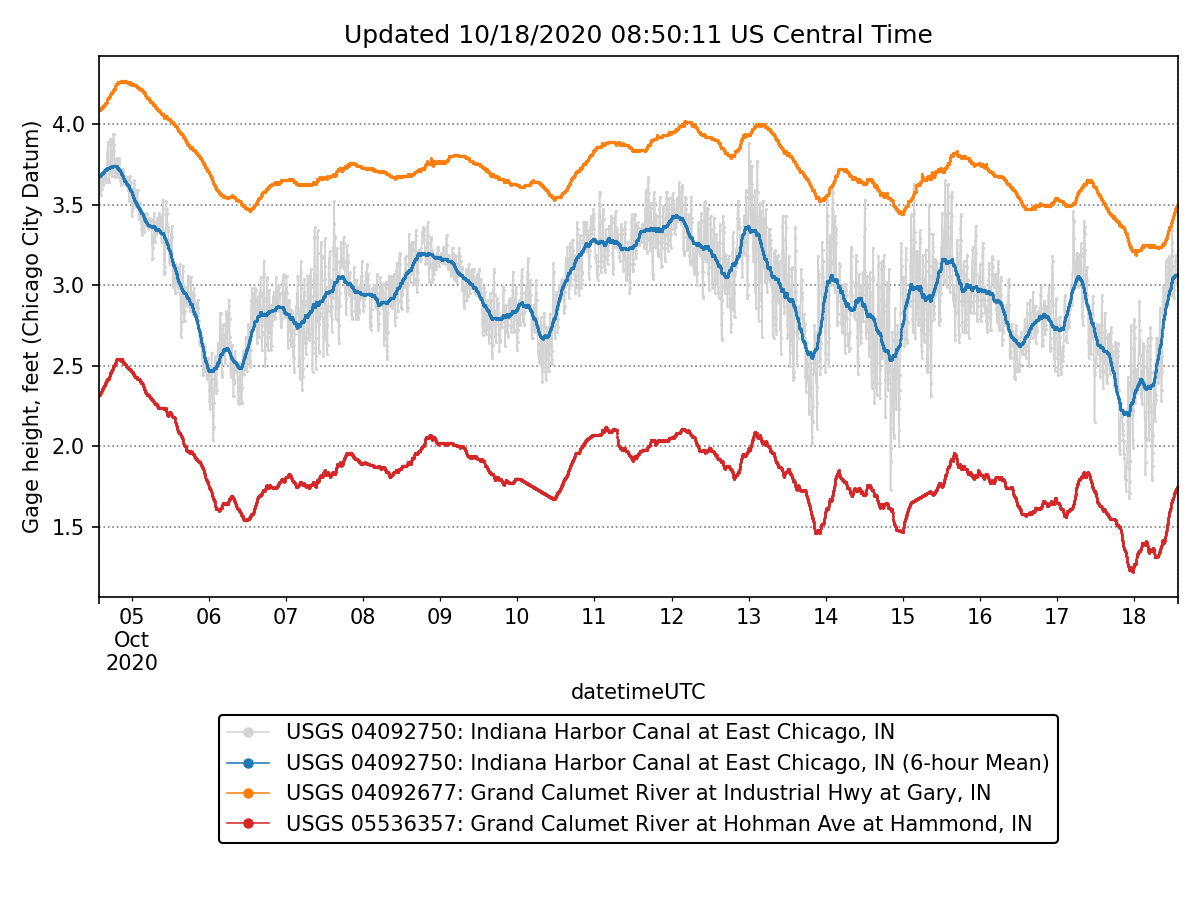 Updated 10/18/2020 08:50:11 US Central Time
Gage height, feet (Chicago City Datum)
4.0
3.5
3.0
2.5
2.0
1.5
05 06 07 08 09 10 11 12 13 14 15 16 17 18
Oct
2020
datetimeUTC
USGS 04092750: Indiana Harbor Canal at East Chicago, IN
USGS 04092750: Indiana Harbor Canal at East Chicago, IN (6-hour Mean)
USGS 04092677: Grand Calumet River at Industrial Hwy at Gary, IN
USGS 05536357: Grand Calumet River at Hohman Ave at Hammond, IN